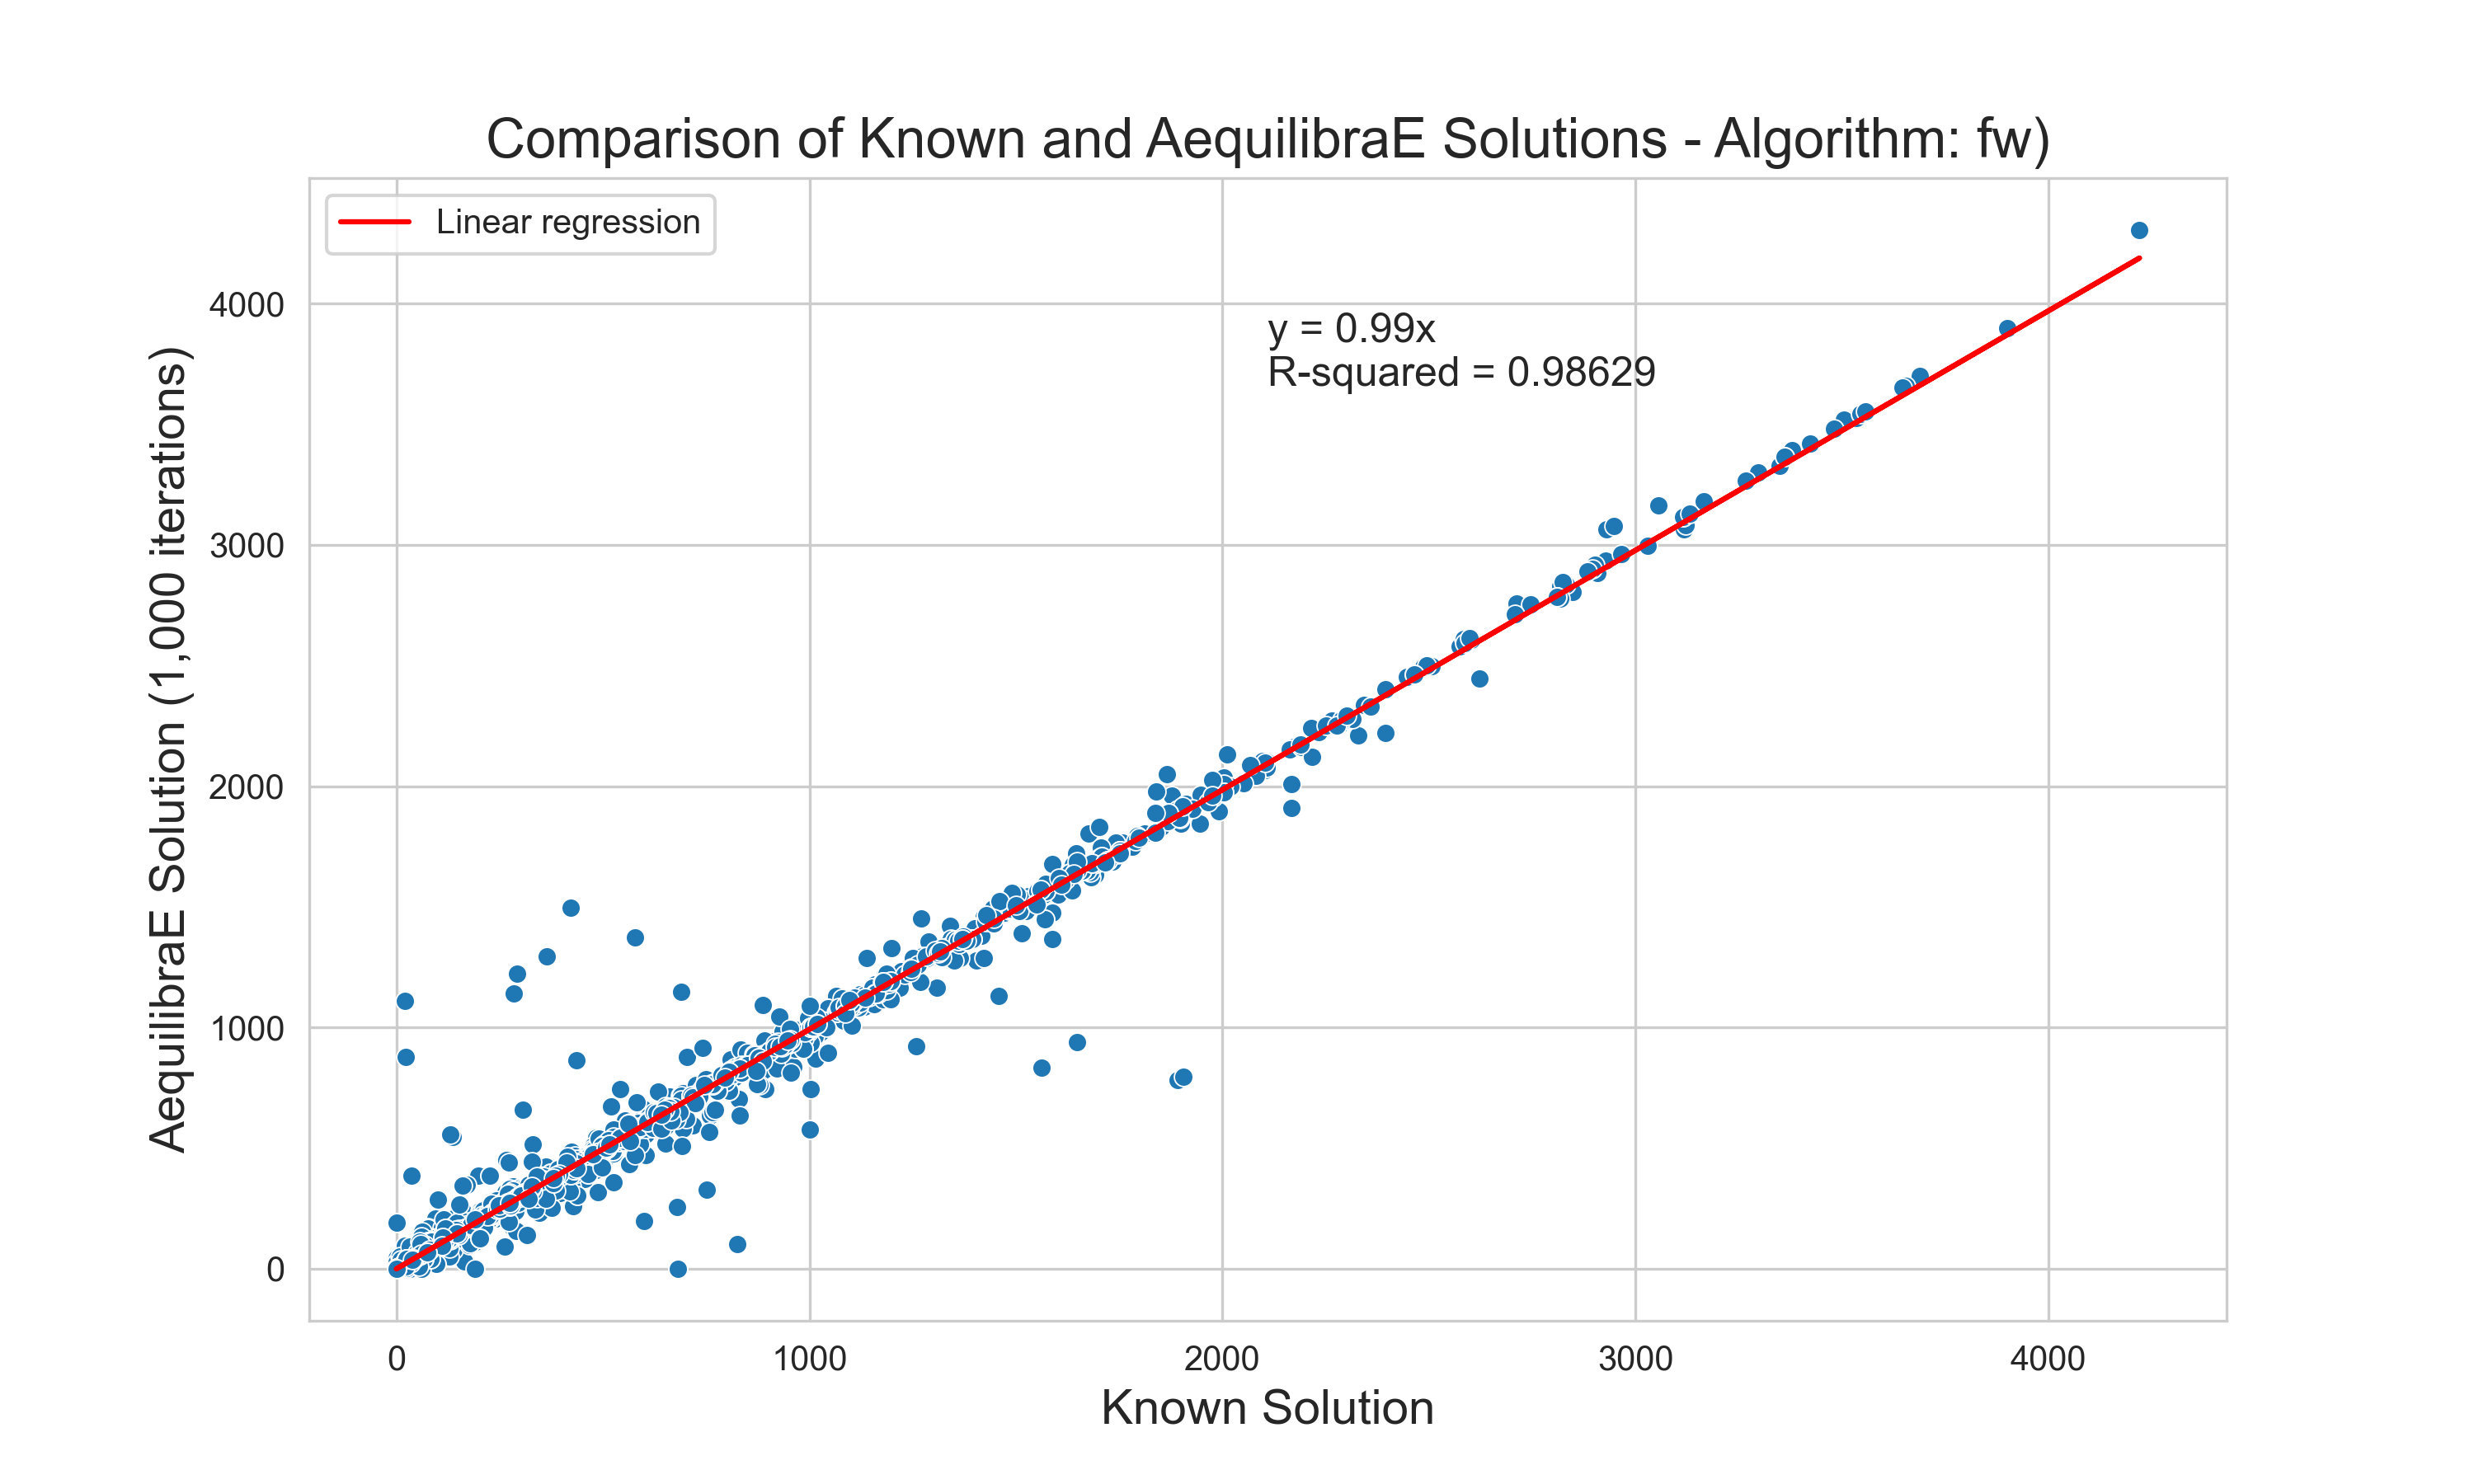 Comparison of Known and AequilibraE Solutions - Algorithm: fw)
Linear regression
y = 0.99x
R-squared = 0.98629
AequilibraE Solution (1,000 iterations)
4000
3000
2000
1000
0
0 1000 2000 3000 4000
Known Solution